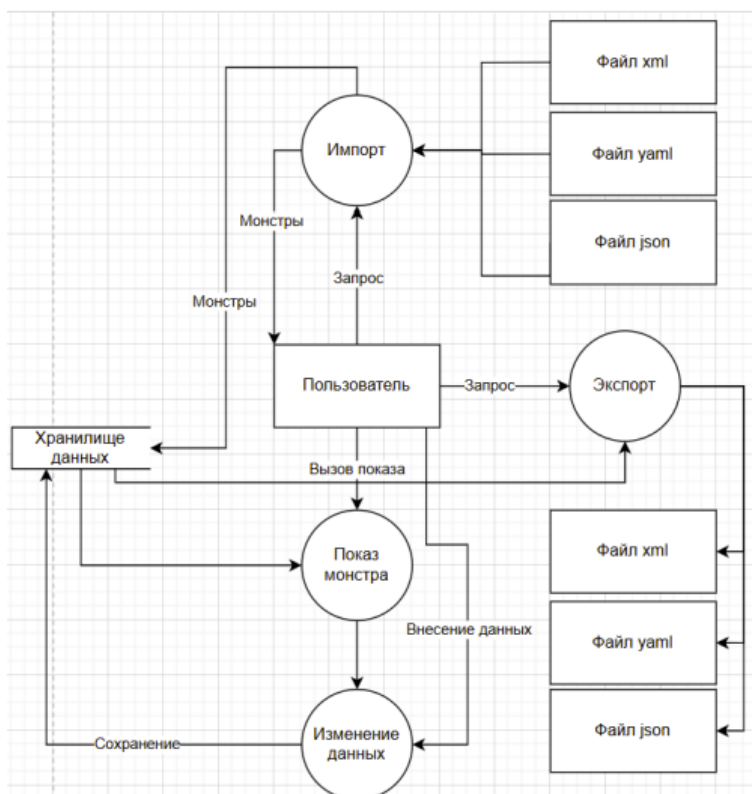 Файл xml
Импорт
Файл yaml
Монстры
Файл json
Запрос
Монстры
Пользователь
Запрос
Экспорт
Хранилище
данных
Вызов показа
Показ
монстра
Файл xml
Внесение данных
Файл yaml
Сохранение
Изменение
данных
Файл json